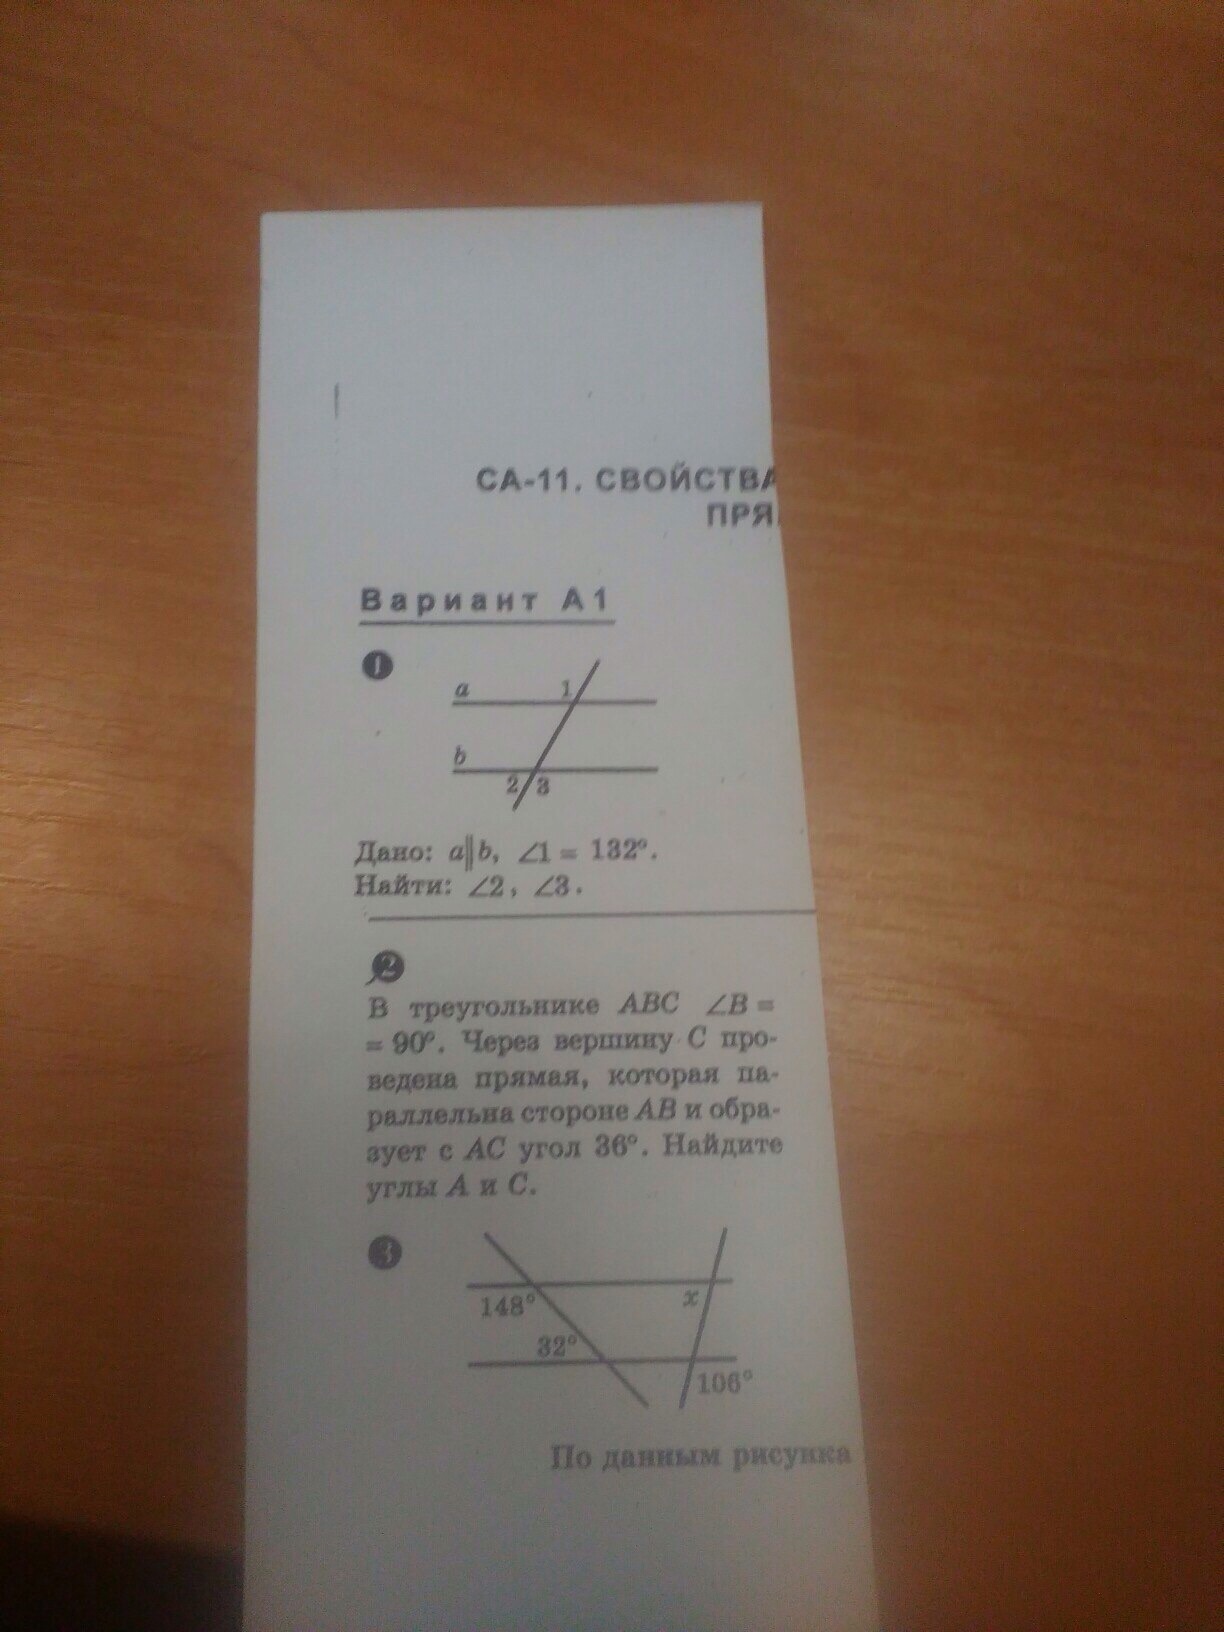 СА-11. СВОЙСТВА
ПРЯ
Вариант А1
1
a
1
b
2
3
Дано: a∥b, ∠1 = 132°.
Найти: ∠2, ∠3.
2
В треугольнике ABC ∠B =
= 90°. Через вершину C про-
ведена прямая, которая па-
раллельна стороне AB и обра-
зует с AC угол 36°. Найдите
углы A и C.
3
148°
x
32°
106°
По данным рисунка